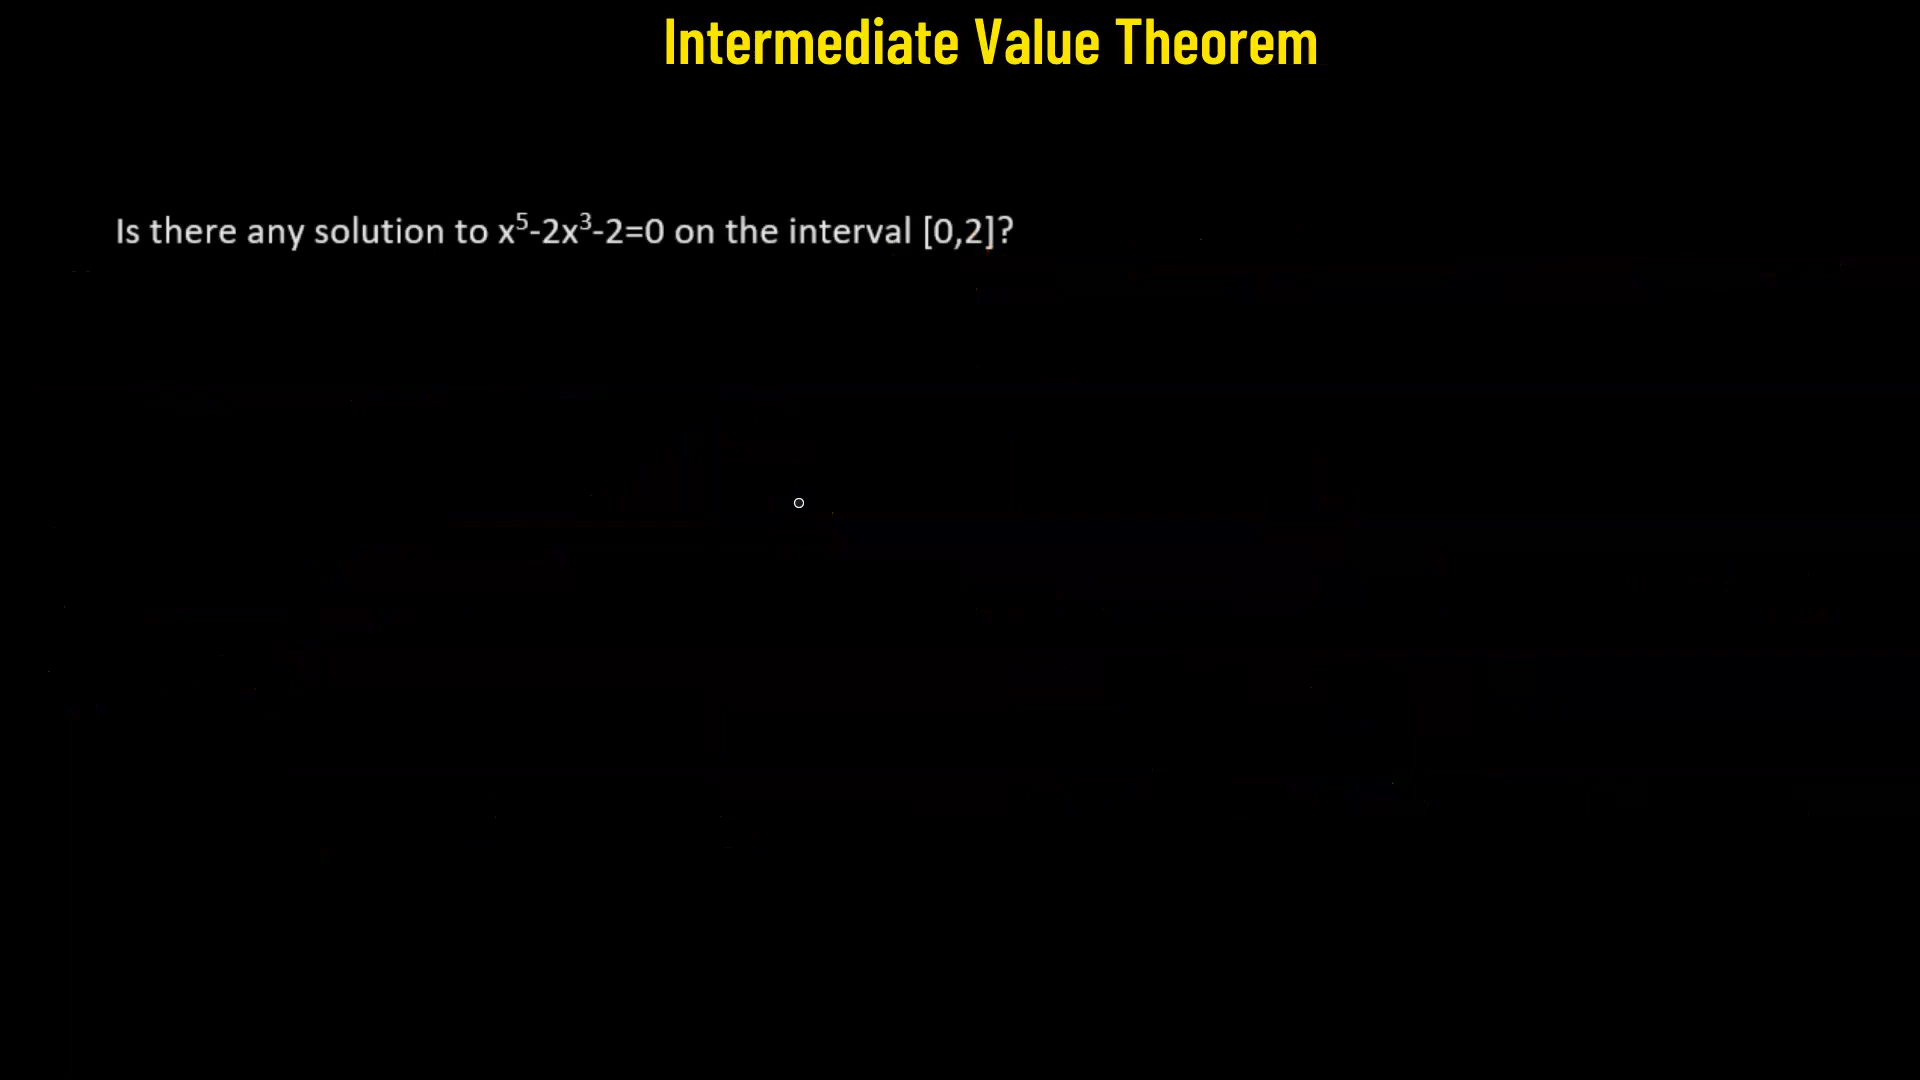 Intermediate Value Theorem
Is there any solution to x⁵-2x³-2=0 on the interval [0,2]?